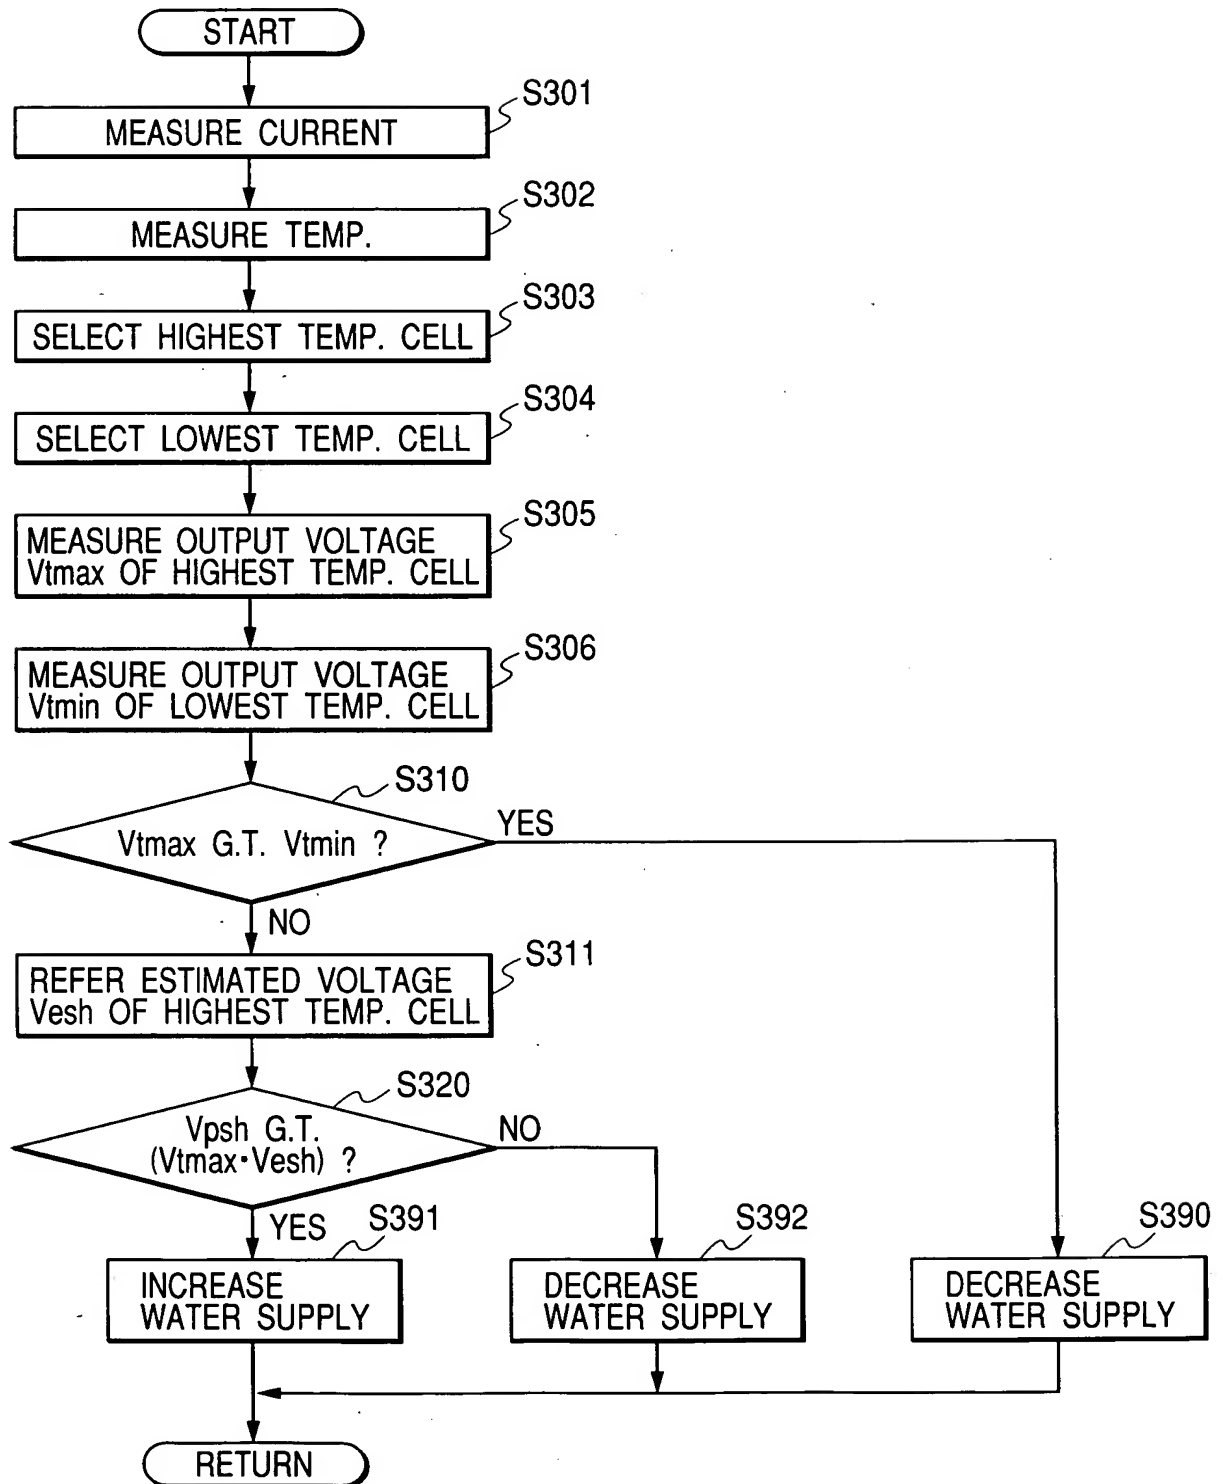 START
S301
MEASURE CURRENT
S302
MEASURE TEMP.
S303
SELECT HIGHEST TEMP. CELL
S304
SELECT LOWEST TEMP. CELL
S305
MEASURE OUTPUT VOLTAGE
Vtmax OF HIGHEST TEMP. CELL
S306
MEASURE OUTPUT VOLTAGE
Vtmin OF LOWEST TEMP. CELL
S310
Vtmax G.T. Vtmin ?
YES
NO
S311
REFER ESTIMATED VOLTAGE
Vesh OF HIGHEST TEMP. CELL
S320
Vpsh G.T.
(Vtmax·Vesh) ?
NO
YES
S391
INCREASE
WATER SUPPLY
S392
DECREASE
WATER SUPPLY
S390
DECREASE
WATER SUPPLY
RETURN